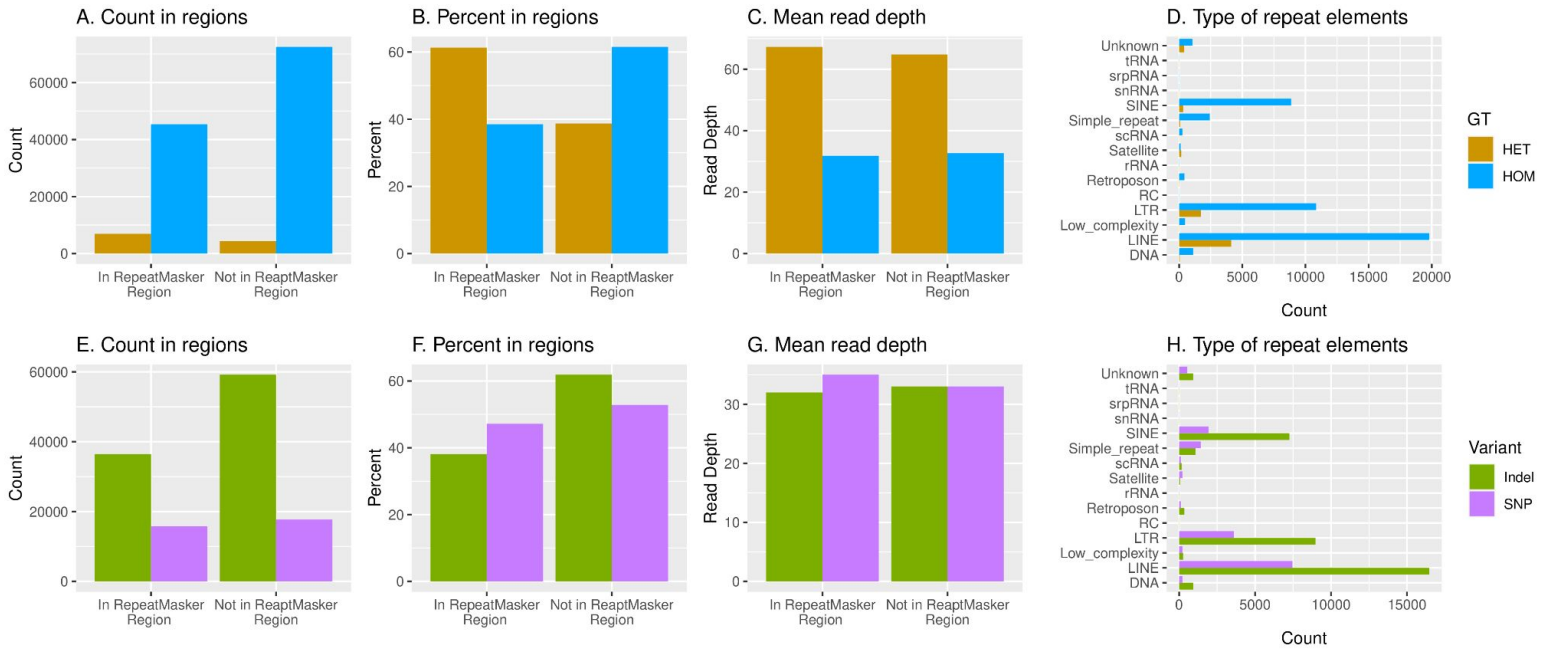 A. Count in regions
Count
60000
40000
20000
0
In RepeatMasker
Region
Not in ReaptMasker
Region
B. Percent in regions
Percent
60
40
20
0
In RepeatMasker
Region
Not in ReaptMasker
Region
C. Mean read depth
Read Depth
60
40
20
0
In RepeatMasker
Region
Not in ReaptMasker
Region
D. Type of repeat elements
Unknown
tRNA
srpRNA
snRNA
SINE
Simple_repeat
scRNA
Satellite
rRNA
Retroposon
RC
LTR
Low_complexity
LINE
DNA
0
5000
10000
15000
20000
Count
GT
HET
HOM
E. Count in regions
Count
60000
40000
20000
0
In RepeatMasker
Region
Not in ReaptMasker
Region
F. Percent in regions
Percent
60
40
20
0
In RepeatMasker
Region
Not in ReaptMasker
Region
G. Mean read depth
Read Depth
30
20
10
0
In RepeatMasker
Region
Not in ReaptMasker
Region
H. Type of repeat elements
Unknown
tRNA
srpRNA
snRNA
SINE
Simple_repeat
scRNA
Satellite
rRNA
Retroposon
RC
LTR
Low_complexity
LINE
DNA
0
5000
10000
15000
Count
Variant
Indel
SNP